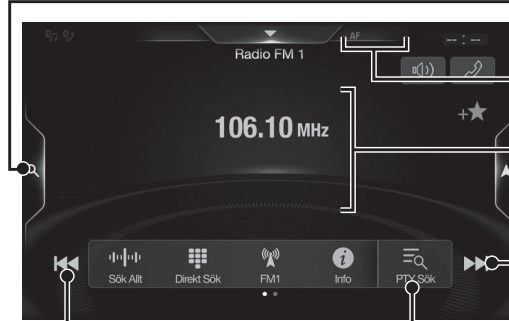 AF
-- : --
Radio FM 1
106.10 MHz
Sök Allt
Direkt Sök
FM1
Info
PTY Sök